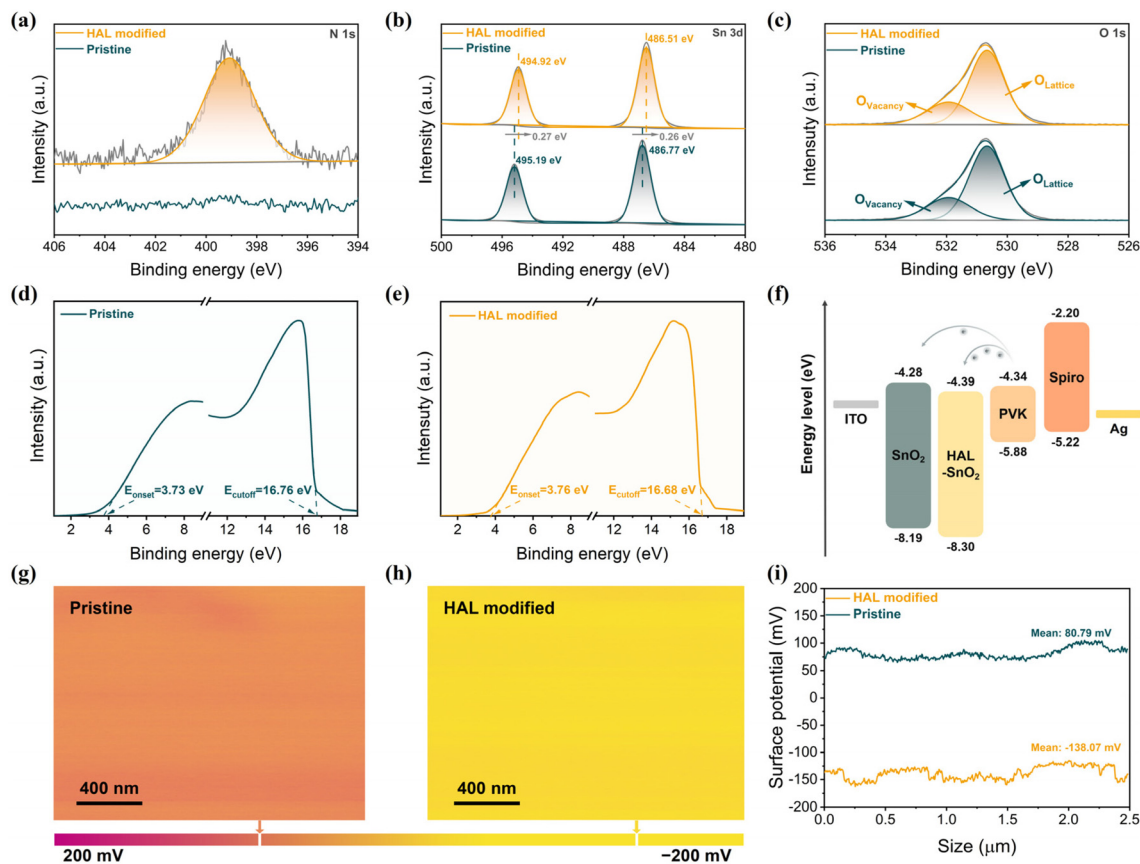 (a)
HAL modified
Pristine
N 1s
Intensity (a.u.)
406 404 402 400 398 396 394
Binding energy (eV)
(b)
HAL modified
Pristine
Sn 3d
494.92 eV
486.51 eV
0.27 eV
0.26 eV
495.19 eV
486.77 eV
Intensity (a.u.)
500 496 492 488 484 480
Binding energy (eV)
(c)
HAL modified
Pristine
O 1s
OVacancy
OLattice
OVacancy
OLattice
Intensity (a.u.)
536 534 532 530 528 526
Binding energy (eV)
(d)
Pristine
Intensity (a.u.)
Eonset=3.73 eV
Ecutoff=16.76 eV
2 4 6 8 12 14 16 18
Binding energy (eV)
(e)
HAL modified
Intensuty (a.u.)
Eonset=3.76 eV
Ecutoff=16.68 eV
2 4 6 8 12 14 16 18
Binding energy (eV)
(f)
Energy level (eV)
-2.20
-4.28
-4.39
-4.34
Spiro
ITO
PVK
Ag
SnO2
HAL
-SnO2
-5.88
-5.22
-8.19
-8.30
(g)
Pristine
400 nm
(h)
HAL modified
400 nm
200 mV
−200 mV
(i)
HAL modified
Pristine
Mean: 80.79 mV
Mean: -138.07 mV
Surface potential (mV)
200
150
100
50
0
-50
-100
-150
-200
0.0 0.5 1.0 1.5 2.0 2.5
Size (μm)